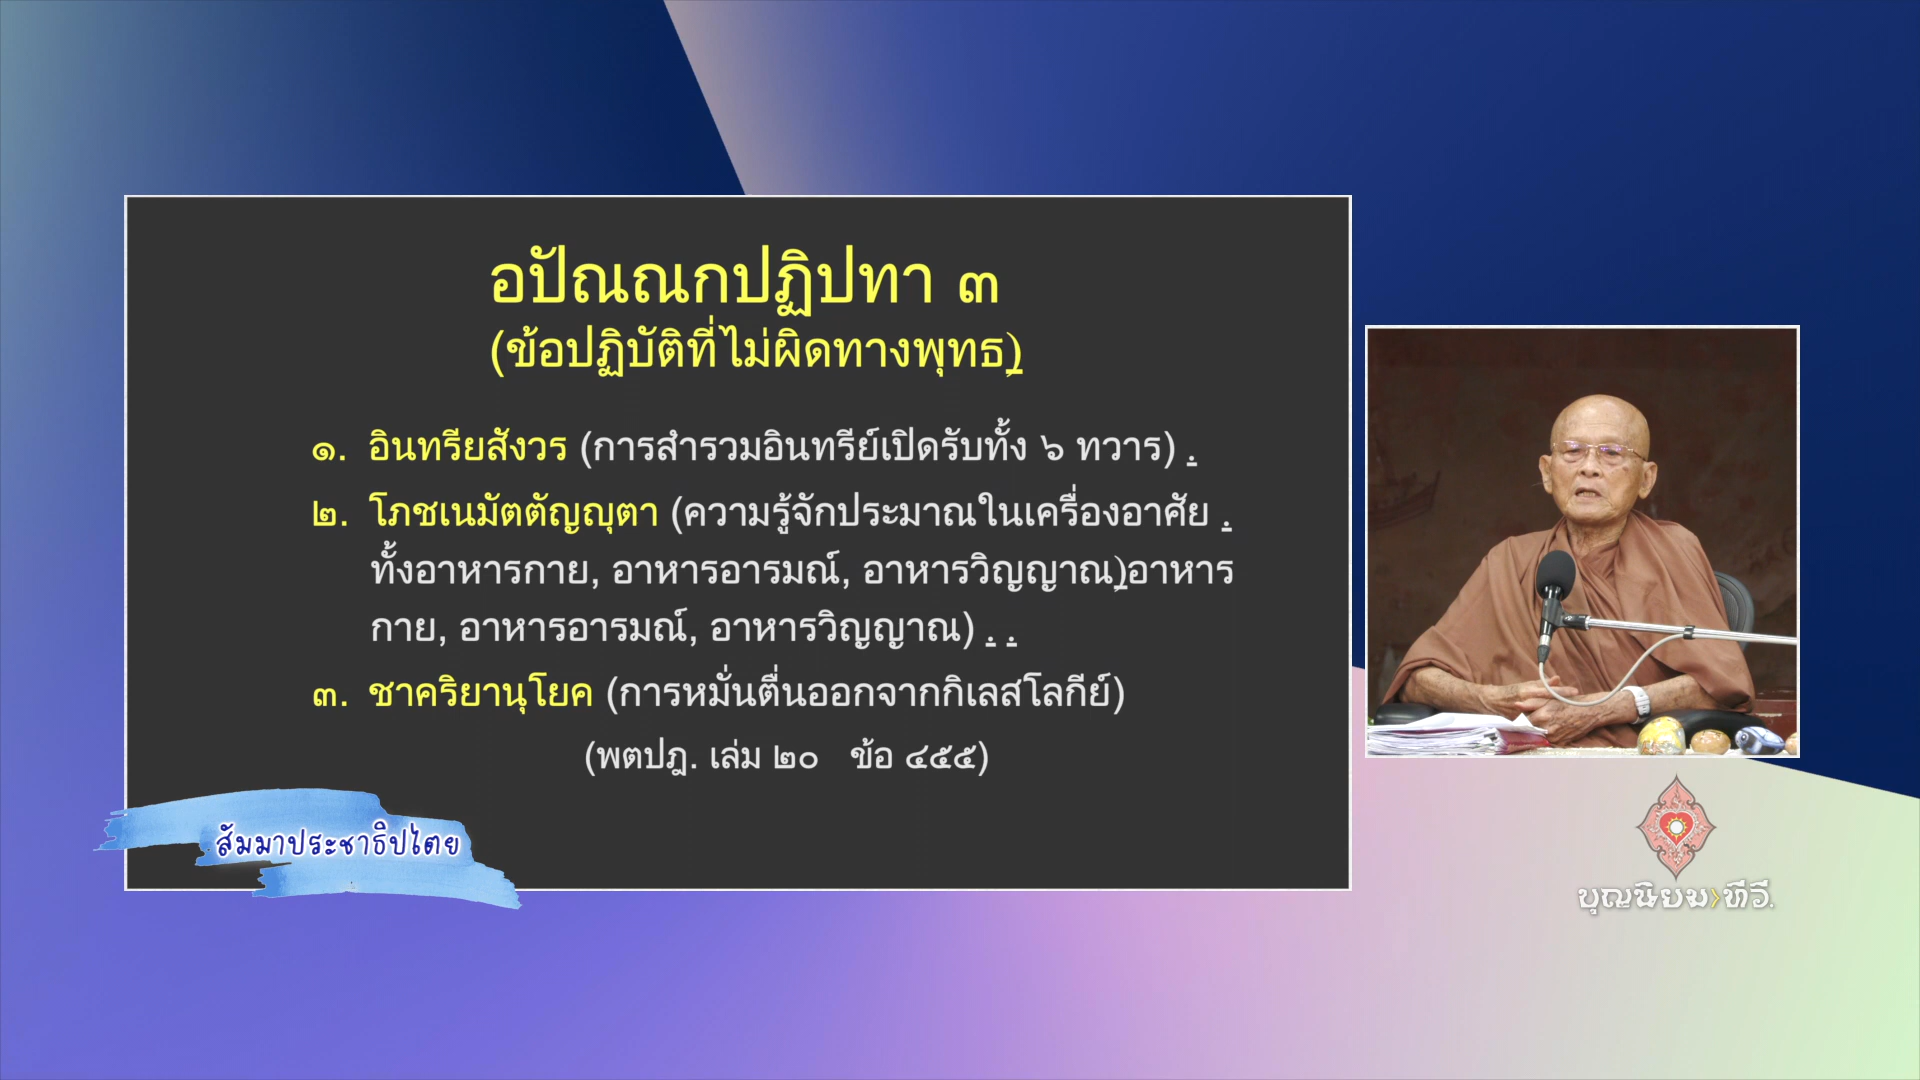 อปัณณกปฏิปทา ๓
(ข้อปฏิบัติที่ไม่ผิดทางพุทธ)
๑. อินทรียสังวร (การสำรวมอินทรีย์เปิดรับทั้ง ๖ ทวาร) .
๒. โภชเนมัตตัญญุตา (ความรู้จักประมาณในเครื่องอาศัย .
ทั้งอาหารกาย, อาหารอารมณ์, อาหารวิญญาณ)อาหาร
กาย, อาหารอารมณ์, อาหารวิญญาณ) . .
๓. ชาคริยานุโยค (การหมั่นตื่นออกจากกิเลสโลกีย์)
(พตปฎ. เล่ม ๒๐ ข้อ ๔๕๕)
สัมมาประชาธิปไตย
บุญนิยม>ทีวี.